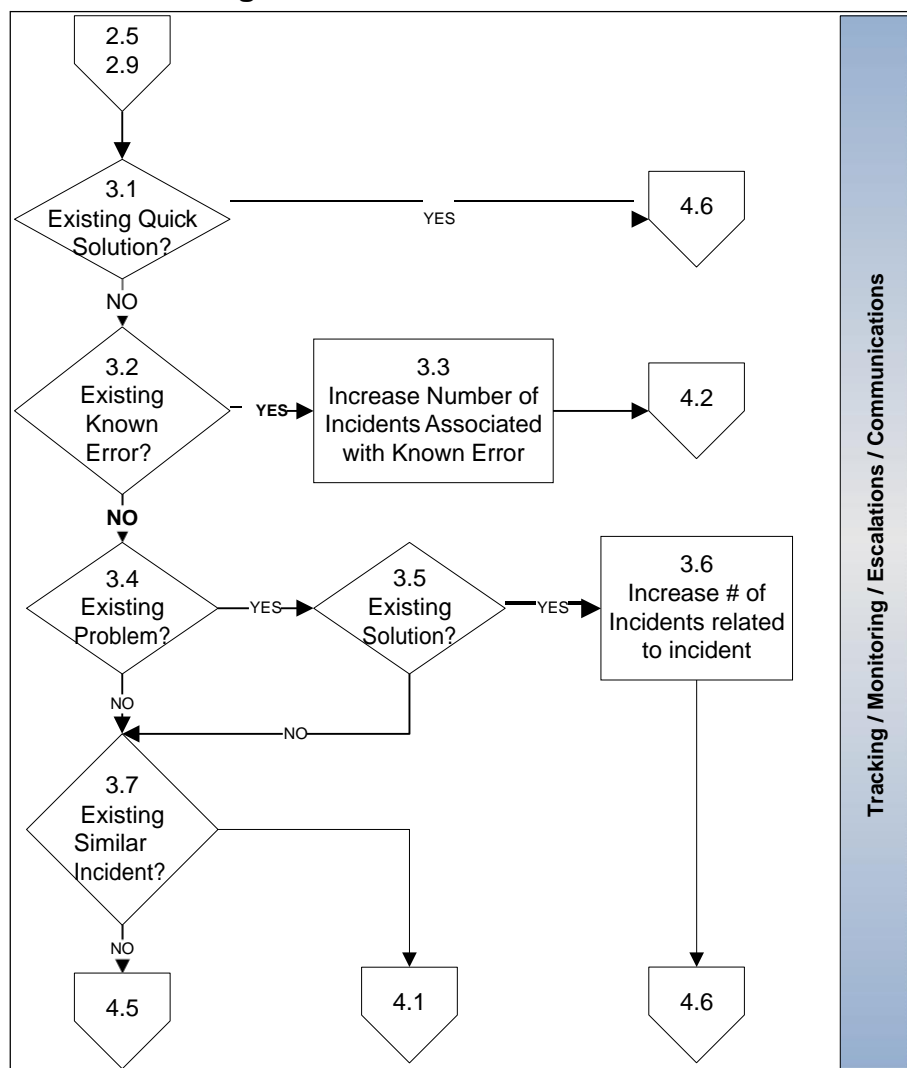 2.5
2.9
3.1
Existing Quick
Solution?
YES
4.6
NO
3.2
Existing
Known
Error?
YES
3.3
Increase Number of
Incidents Associated
with Known Error
4.2
NO
3.4
Existing
Problem?
YES
3.5
Existing
Solution?
YES
3.6
Increase # of
Incidents related
to incident
NO
NO
3.7
Existing
Similar
Incident?
NO
4.5
4.1
4.6
Tracking / Monitoring / Escalations / Communications